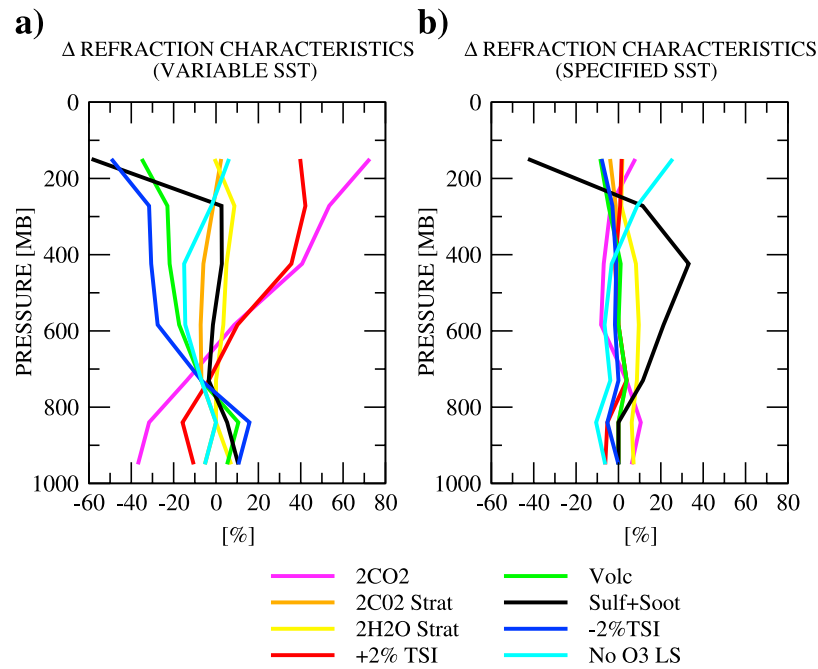 a)
Δ REFRACTION CHARACTERISTICS
(VARIABLE SST)
0
200
400
600
800
1000
PRESSURE [MB]
-60 -40 -20 0 20 40 60 80
[%]
b)
Δ REFRACTION CHARACTERISTICS
(SPECIFIED SST)
0
200
400
600
800
1000
PRESSURE [MB]
-60 -40 -20 0 20 40 60 80
[%]
2CO2
2C02 Strat
2H2O Strat
+2% TSI
Volc
Sulf+Soot
-2%TSI
No O3 LS